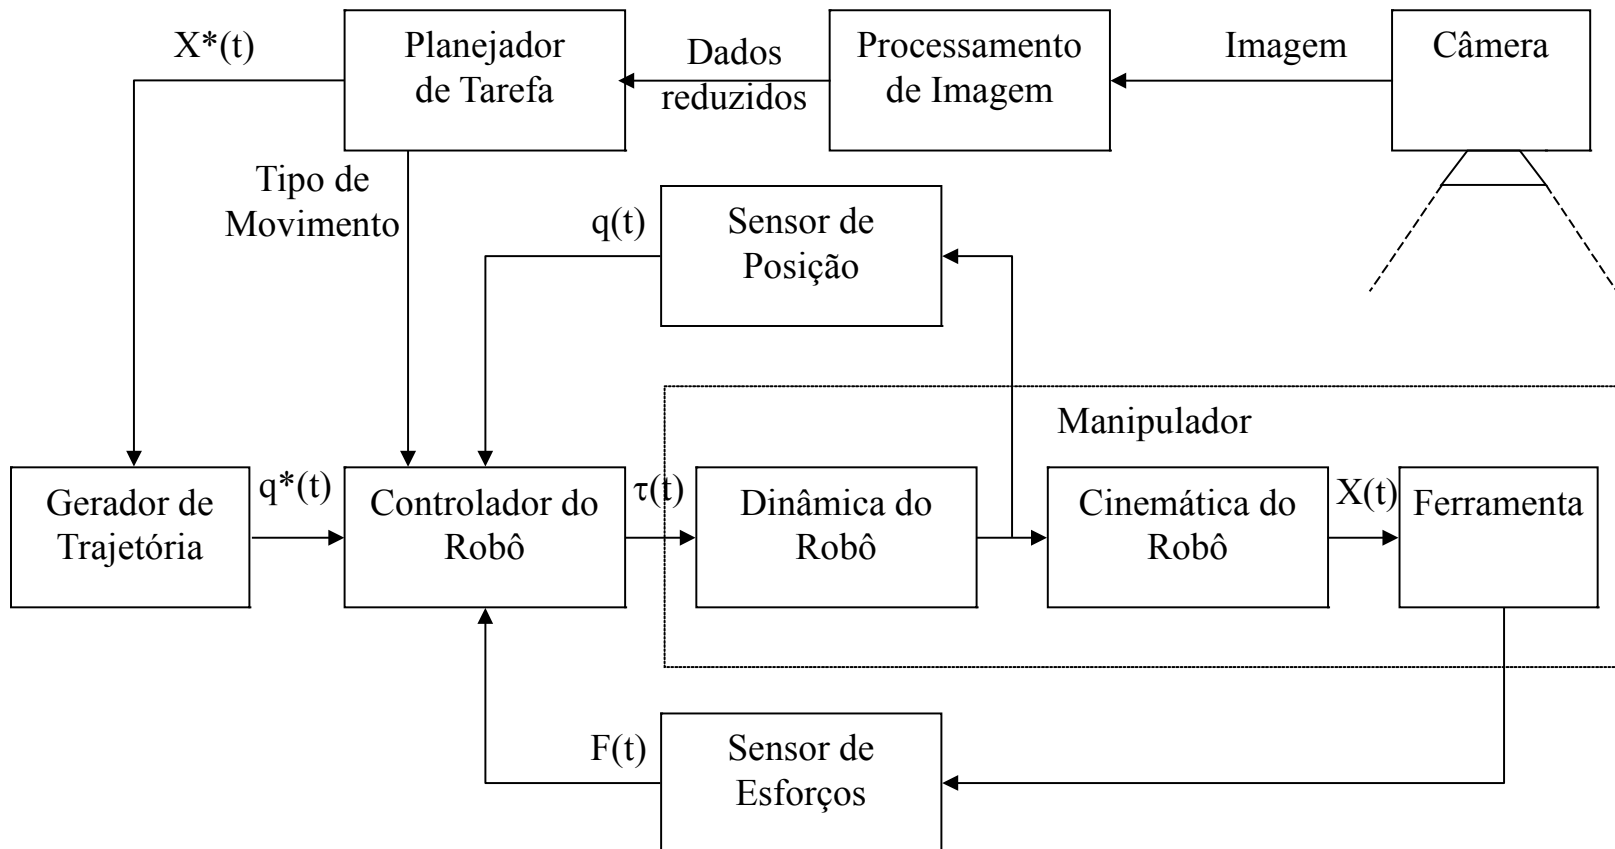 X*(t)
Planejador
de Tarefa
Dados
reduzidos
Processamento
de Imagem
Imagem
Câmera
Tipo de
Movimento
q(t)
Sensor de
Posição
Manipulador
Gerador de
Trajetória
q*(t)
Controlador do
Robô
τ(t)
Dinâmica do
Robô
Cinemática do
Robô
X(t)
Ferramenta
F(t)
Sensor de
Esforços